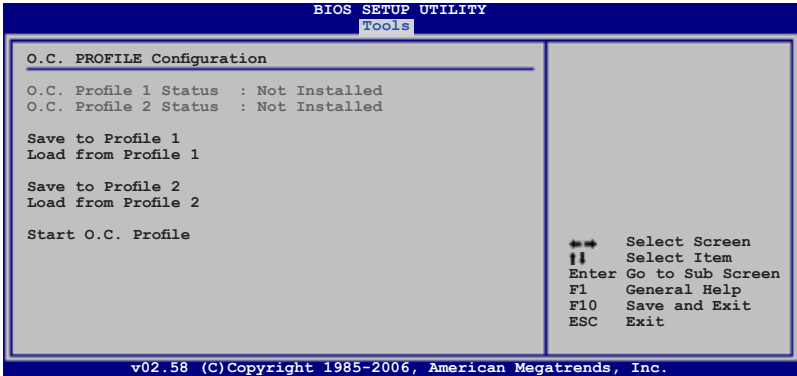 BIOS SETUP UTILITY
Tools
O.C. PROFILE Configuration
O.C. Profile 1 Status : Not Installed
O.C. Profile 2 Status : Not Installed
Save to Profile 1
Load from Profile 1
Save to Profile 2
Load from Profile 2
Start O.C. Profile
←→ Select Screen
↑↓ Select Item
Enter Go to Sub Screen
F1 General Help
F10 Save and Exit
ESC Exit
v02.58 (C)Copyright 1985-2006, American Megatrends, Inc.